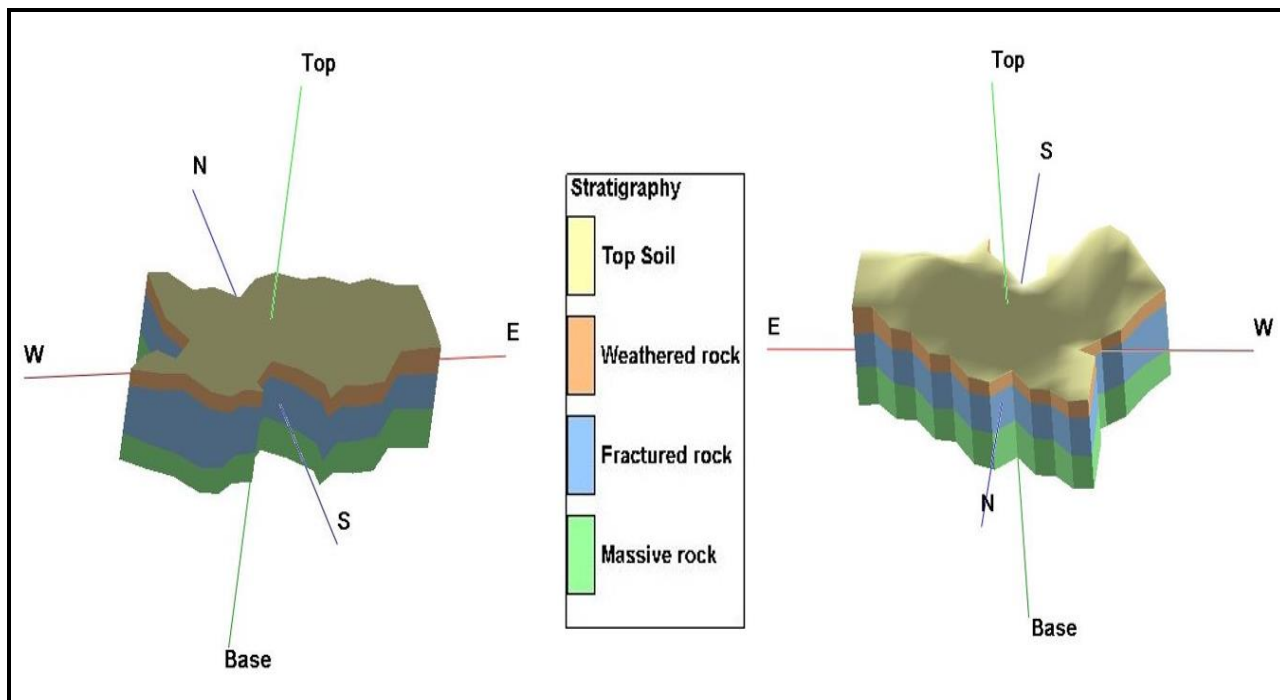 Top
N
W
E
S
Base
Stratigraphy
Top Soil
Weathered rock
Fractured rock
Massive rock
Top
S
E
W
N
Base